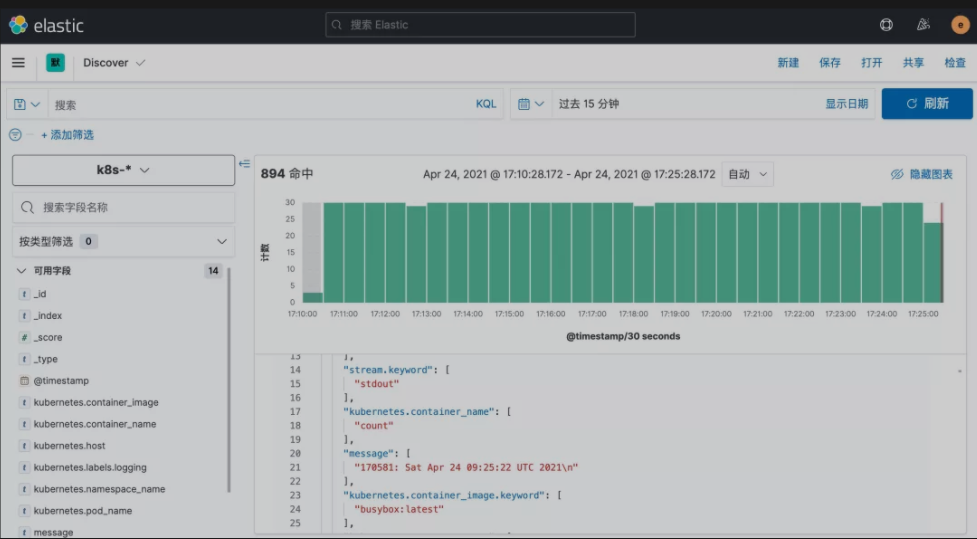 elastic
搜索 Elastic
e
默
Discover
新建 保存 打开 共享 检查
搜索
KQL
过去 15 分钟
显示日期
刷新
+ 添加筛选
k8s-*
搜索字段名称
按类型筛选 0
可用字段 14
t _id
t _index
# _score
t _type
@timestamp
t kubernetes.container_image
t kubernetes.container_name
t kubernetes.host
t kubernetes.labels.logging
t kubernetes.namespace_name
t kubernetes.pod_name
t message
894 命中
Apr 24, 2021 @ 17:10:28.172 - Apr 24, 2021 @ 17:25:28.172
自动
隐藏图表
计数
30
25
20
15
10
5
0
17:10:00 17:11:00 17:12:00 17:13:00 17:14:00 17:15:00 17:16:00 17:17:00 17:18:00 17:19:00 17:20:00 17:21:00 17:22:00 17:23:00 17:24:00 17:25:00
@timestamp/30 seconds
13 ],
14 "stream.keyword": [
15 "stdout"
16 ],
17 "kubernetes.container_name": [
18 "count"
19 ],
20 "message": [
21 "170581: Sat Apr 24 09:25:22 UTC 2021\n"
22 ],
23 "kubernetes.container_image.keyword": [
24 "busybox:latest"
25 ],